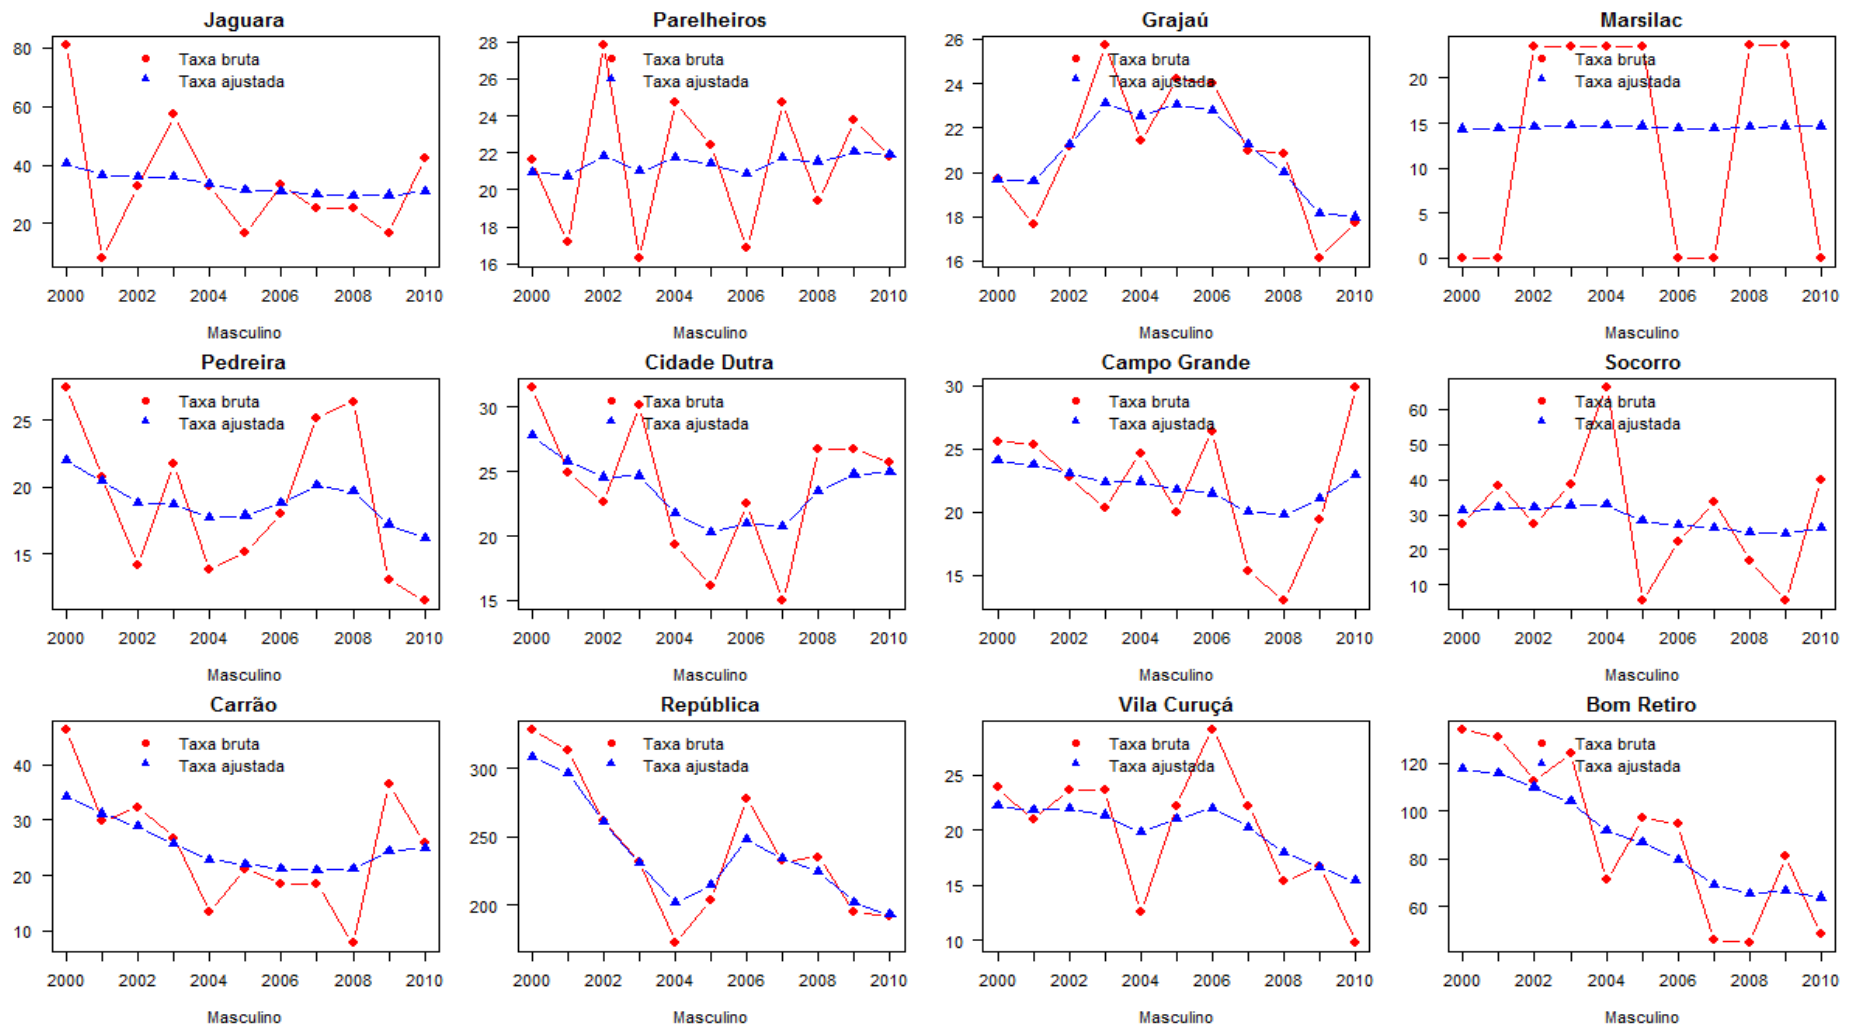 Jaguara
Taxa bruta
Taxa ajustada
80
60
40
20
2000 2002 2004 2006 2008 2010
Masculino
Parelheiros
Taxa bruta
Taxa ajustada
28
26
24
22
20
18
16
2000 2002 2004 2006 2008 2010
Masculino
Grajaú
Taxa bruta
Taxa ajustada
26
24
22
20
18
16
2000 2002 2004 2006 2008 2010
Masculino
Marsilac
Taxa bruta
Taxa ajustada
20
15
10
5
0
2000 2002 2004 2006 2008 2010
Masculino
Pedreira
Taxa bruta
Taxa ajustada
25
20
15
2000 2002 2004 2006 2008 2010
Masculino
Cidade Dutra
Taxa bruta
Taxa ajustada
30
25
20
15
2000 2002 2004 2006 2008 2010
Masculino
Campo Grande
Taxa bruta
Taxa ajustada
30
25
20
15
2000 2002 2004 2006 2008 2010
Masculino
Socorro
Taxa bruta
Taxa ajustada
60
50
40
30
20
10
2000 2002 2004 2006 2008 2010
Masculino
Carrão
Taxa bruta
Taxa ajustada
40
30
20
10
2000 2002 2004 2006 2008 2010
Masculino
República
Taxa bruta
Taxa ajustada
300
250
200
2000 2002 2004 2006 2008 2010
Masculino
Vila Curuçá
Taxa bruta
Taxa ajustada
25
20
15
10
2000 2002 2004 2006 2008 2010
Masculino
Bom Retiro
Taxa bruta
Taxa ajustada
120
100
80
60
2000 2002 2004 2006 2008 2010
Masculino